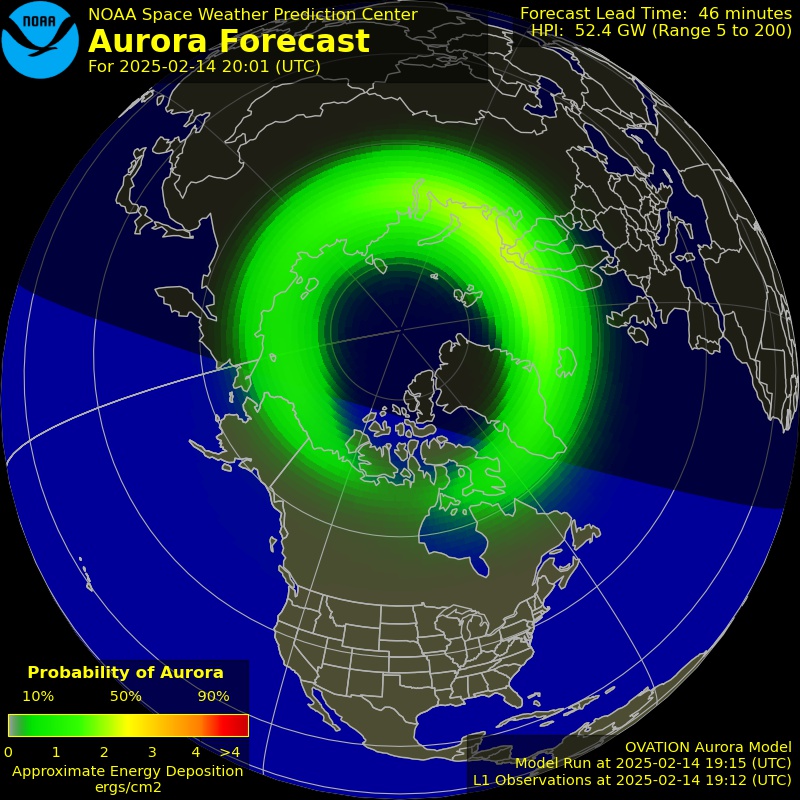 NOAA
NOAA Space Weather Prediction Center
Aurora Forecast
For 2025-02-14 20:01 (UTC)
Forecast Lead Time: 46 minutes
HPI: 52.4 GW (Range 5 to 200)
Probability of Aurora
10% 50% 90%
0 1 2 3 4 >4
Approximate Energy Deposition
ergs/cm2
OVATION Aurora Model
Model Run at 2025-02-14 19:15 (UTC)
L1 Observations at 2025-02-14 19:12 (UTC)